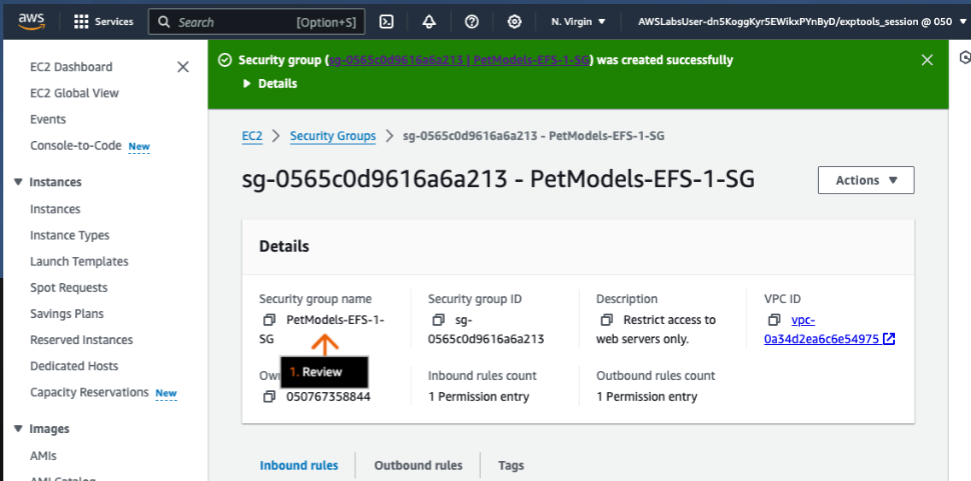 aws
Services
Search
[Option+S]
N. Virgin
AWSLabsUser-dn5KoggKyr5EWikxPYnByD/exptools_session @ 050
EC2 Dashboard
EC2 Global View
Events
Console-to-Code New
Instances
Instances
Instance Types
Launch Templates
Spot Requests
Savings Plans
Reserved Instances
Dedicated Hosts
Capacity Reservations New
Images
AMIs
AMI Catalog
Security group (sg-0565c0d9616a6a213 | PetModels-EFS-1-SG) was created successfully
Details
EC2 > Security Groups > sg-0565c0d9616a6a213 - PetModels-EFS-1-SG
sg-0565c0d9616a6a213 - PetModels-EFS-1-SG
Actions
Details
Security group name
PetModels-EFS-1-
SG
Security group ID
sg-
0565c0d9616a6a213
Description
Restrict access to
web servers only.
VPC ID
vpc-
0a34d2ea6c6e54975
1. Review
Ow
050767358844
Inbound rules count
1 Permission entry
Outbound rules count
1 Permission entry
Inbound rules
Outbound rules
Tags